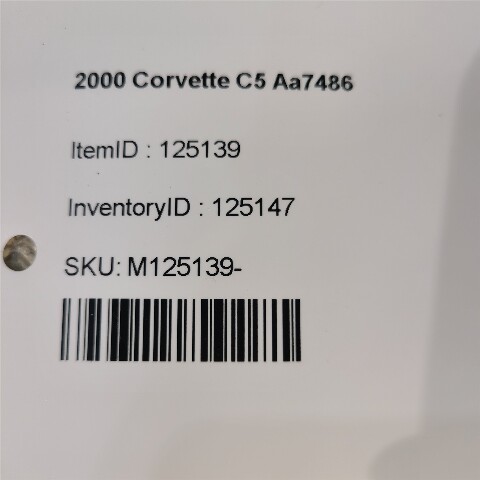 2000 Corvette C5 Aa7486
ItemID : 125139
InventoryID : 125147
SKU: M125139-